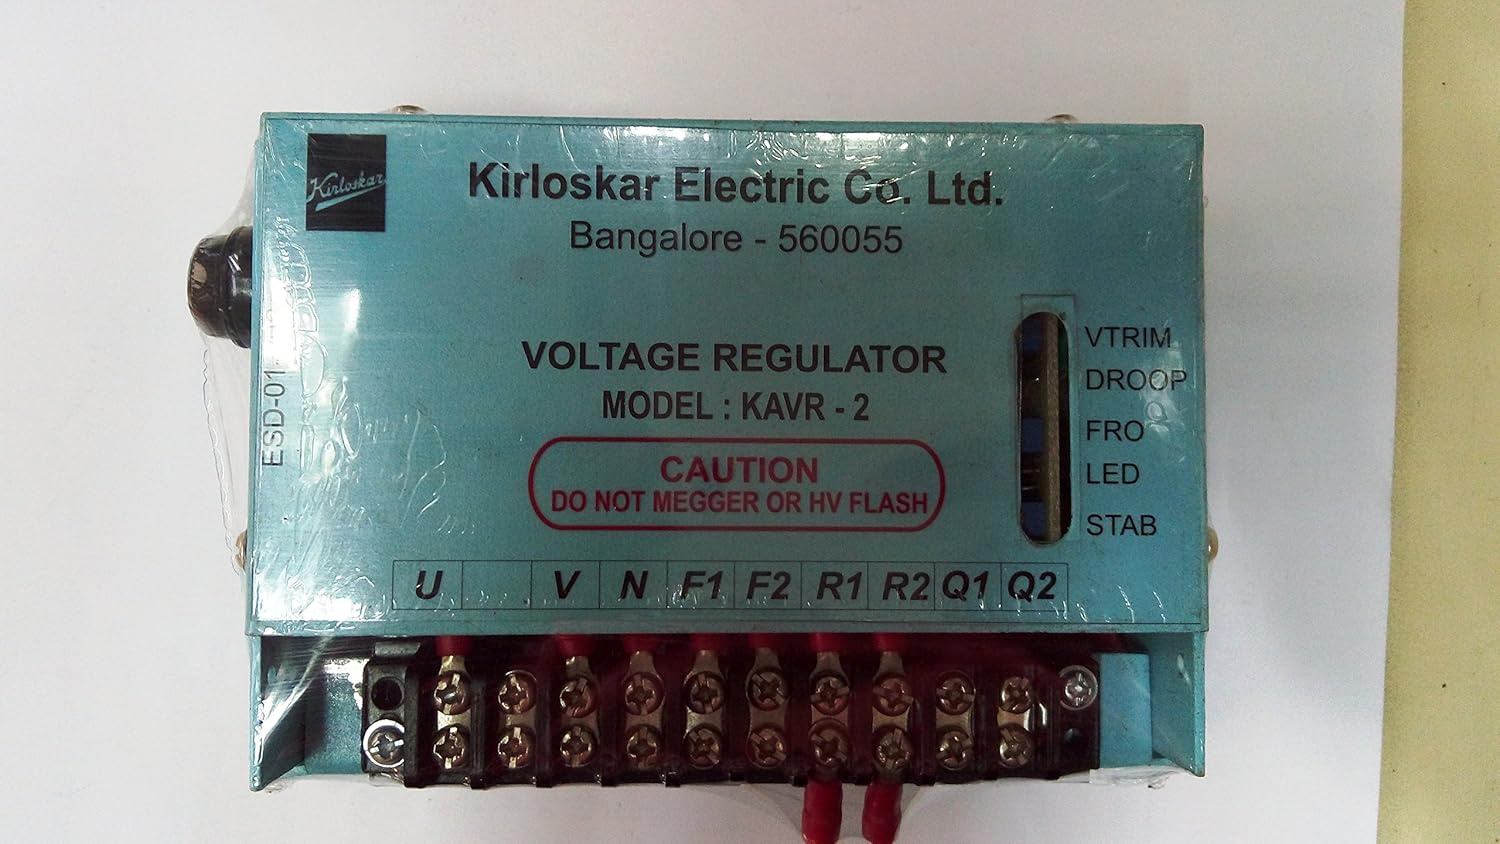 Kirloskar
Kirloskar Electric Co. Ltd.
Bangalore - 560055
VOLTAGE REGULATOR
MODEL : KAVR - 2
CAUTION
DO NOT MEGGER OR HV FLASH
VTRIM
DROOP
FRO
LED
STAB
U V N F1 F2 R1 R2 Q1 Q2
ESD-01